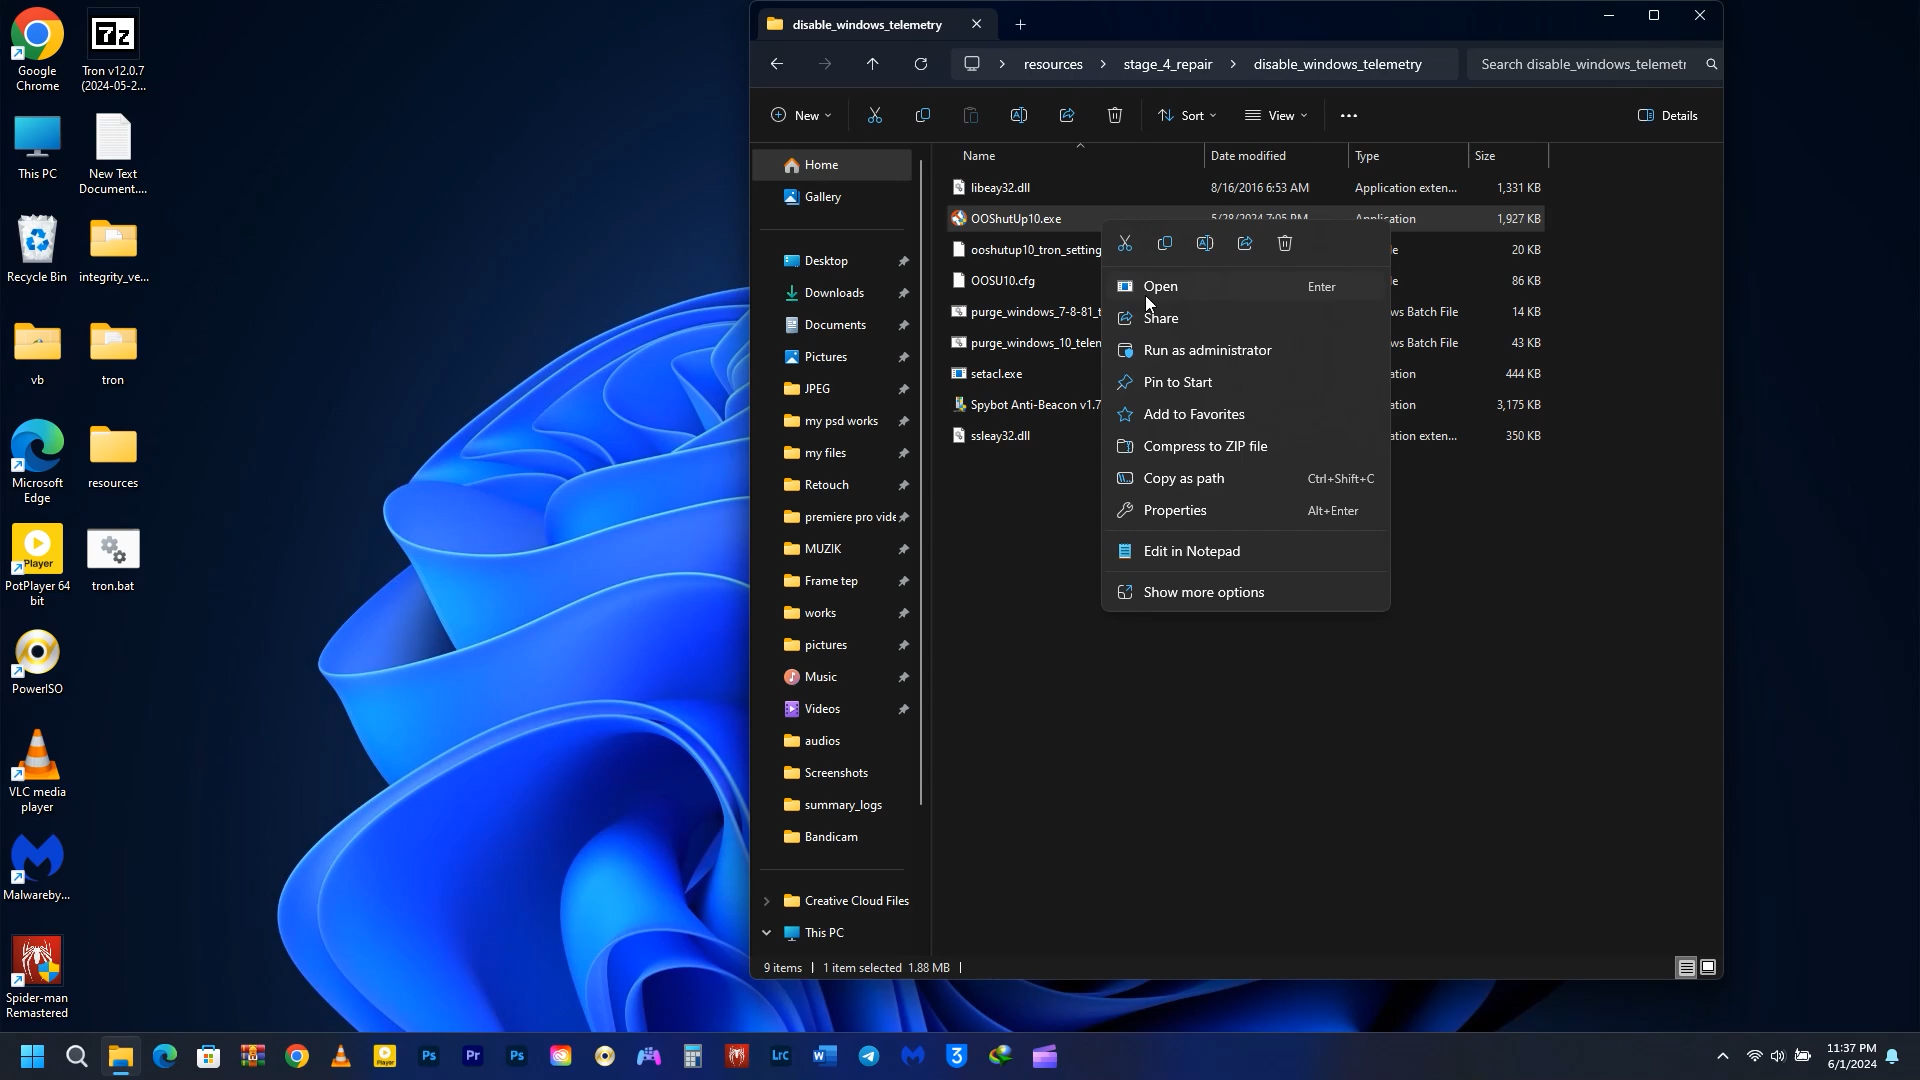 Google
Chrome
7z
Tron v12.0.7
(2024-05-2...
This PC
New Text
Document....
Recycle Bin
integrity_ve...
vb
tron
Microsoft
Edge
resources
Player
PotPlayer 64
bit
tron.bat
PowerISO
VLC media
player
Malwareby...
Spider-man
Remastered
disable_windows_telemetry
resources
stage_4_repair
disable_windows_telemetry
Search disable_windows_telemetr
New
Sort
View
Details
Home
Gallery
Desktop
Downloads
Documents
Pictures
JPEG
my psd works
my files
Retouch
premiere pro vide
MUZIK
Frame tep
works
pictures
Music
Videos
audios
Screenshots
summary_logs
Bandicam
Creative Cloud Files
This PC
Name Date modified Type Size
libeay32.dll 8/16/2016 6:53 AM Application exten... 1,331 KB
OOShutUp10.exe 5/28/2024 7:05 PM Application 1,927 KB
ooshutup10_tron_setting 20 KB
OOSU10.cfg 86 KB
purge_windows_7-8-81_t ws Batch File 14 KB
purge_windows_10_telen ws Batch File 43 KB
setacl.exe ation 444 KB
Spybot Anti-Beacon v1.7 ation 3,175 KB
ssleay32.dll ation exten... 350 KB
Open Enter
Share
Run as administrator
Pin to Start
Add to Favorites
Compress to ZIP file
Copy as path Ctrl+Shift+C
Properties Alt+Enter
Edit in Notepad
Show more options
9 items 1 item selected 1.88 MB
Ps
Pr
Ps
Lrc
W
3
11:37 PM
6/1/2024